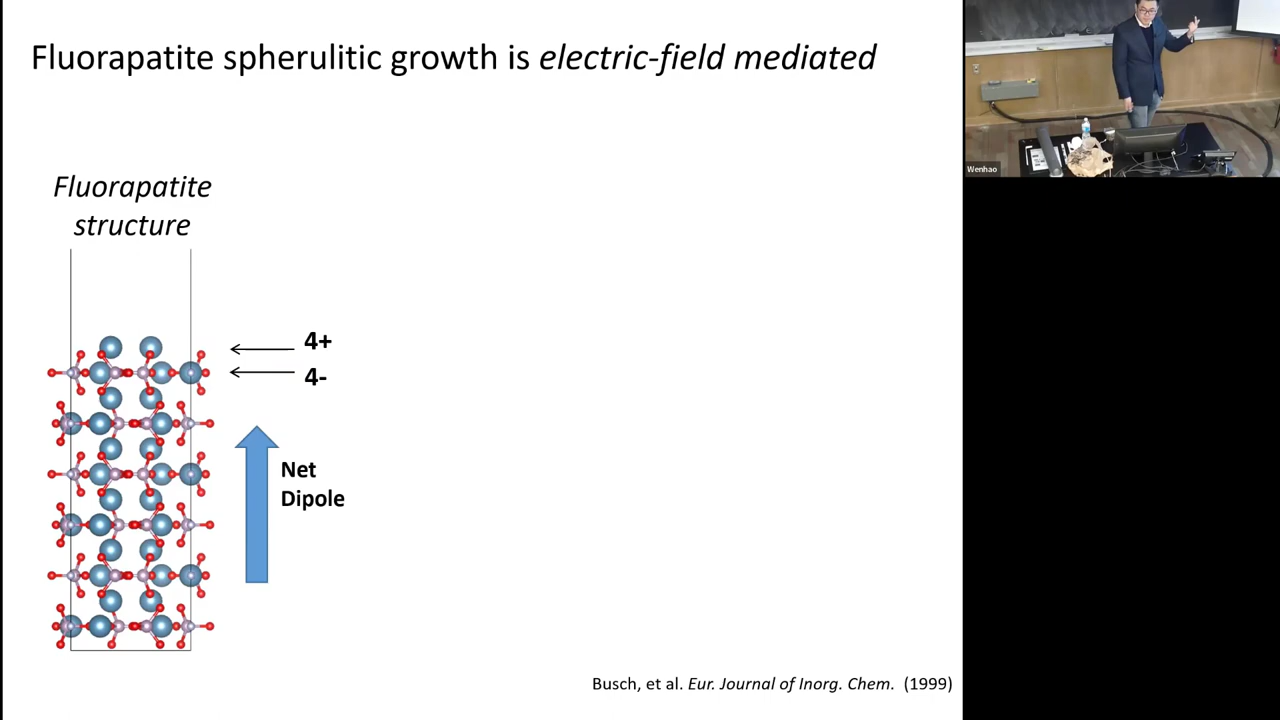 Fluorapatite spherulitic growth is electric-field mediated
Fluorapatite
structure
4+
4-
Net
Dipole
Busch, et al. Eur. Journal of Inorg. Chem. (1999)
Wenhao